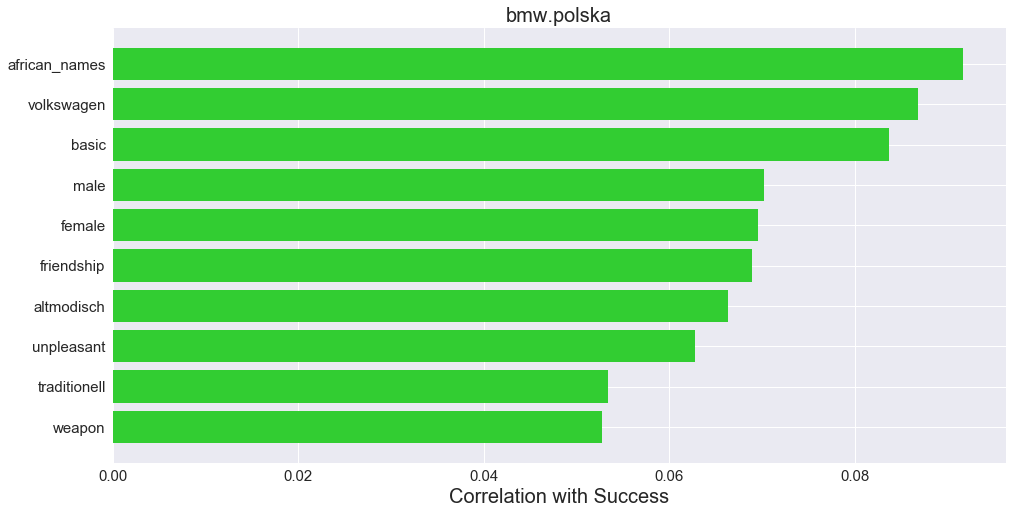 bmw.polska
african_names
volkswagen
basic
male
female
friendship
altmodisch
unpleasant
traditionell
weapon
0.00 0.02 0.04 0.06 0.08
Correlation with Success